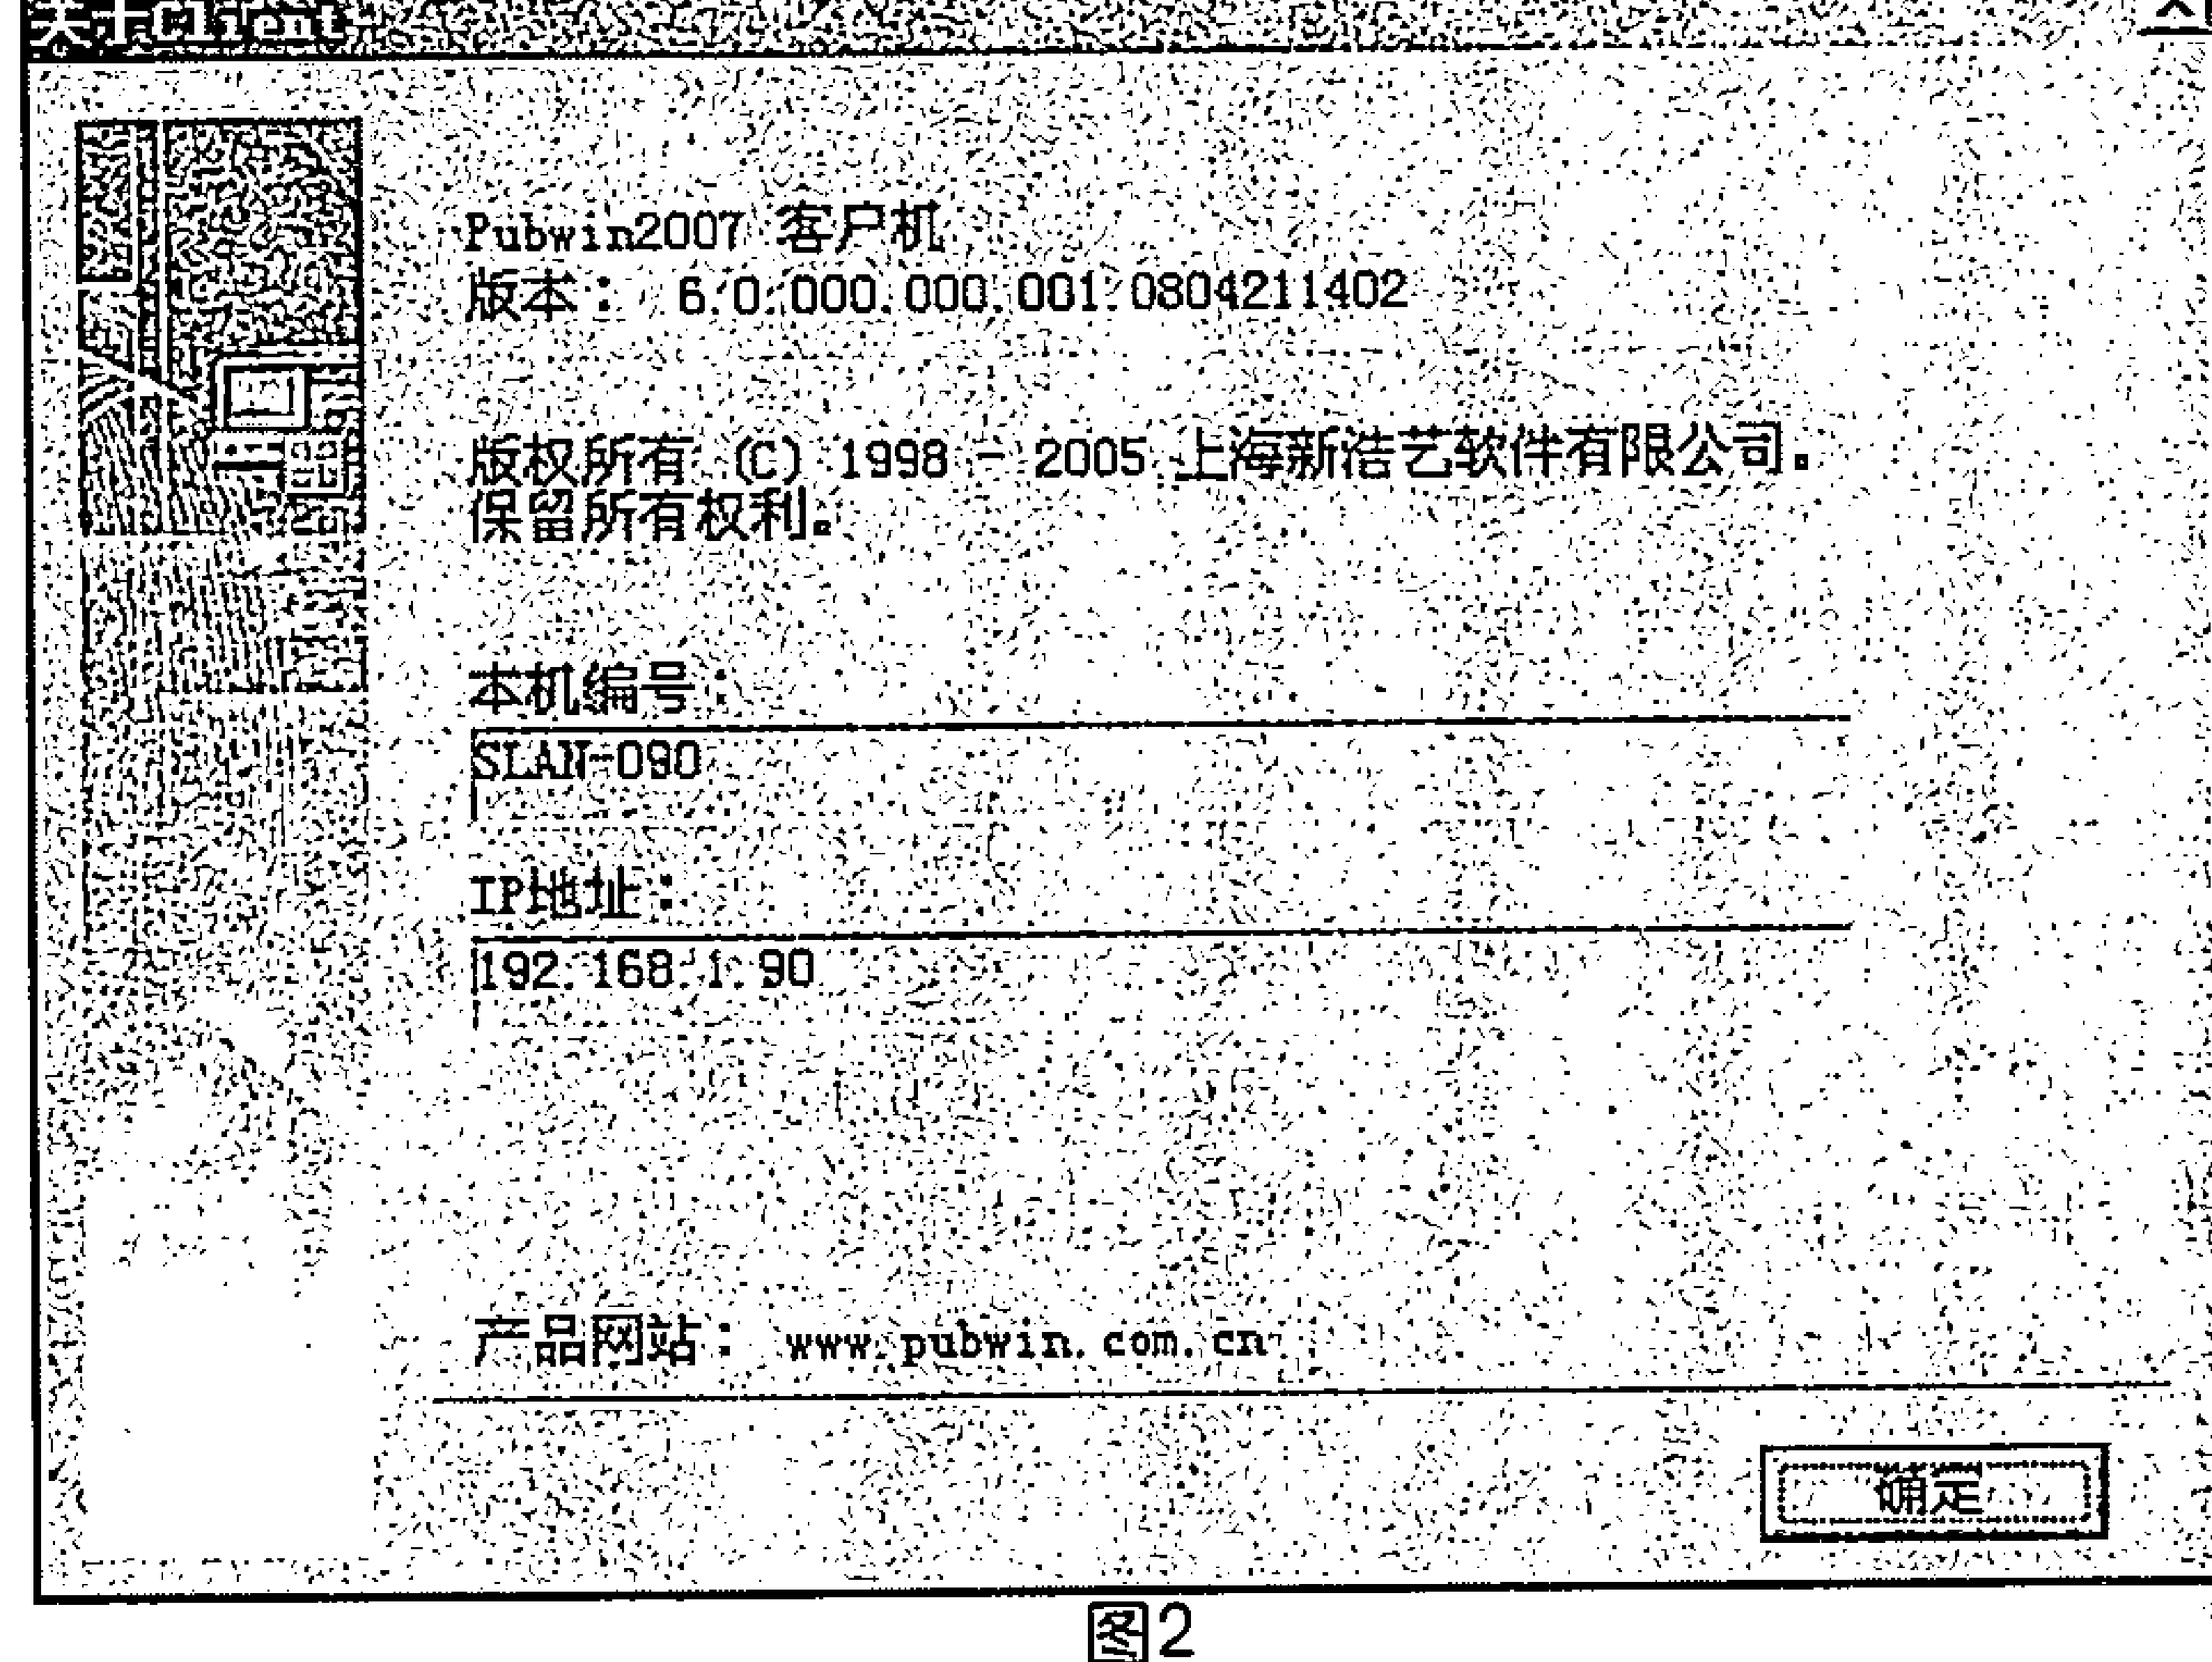 关于Client
Pubwin2007 客户机
版本： 6.0.000.000.001.0804211402
版权所有 (C) 1998 - 2005 上海新浩艺软件有限公司。
保留所有权利。
本机编号：
SLAN-090
IP地址：
192.168.1.90
产品网站： www.pubwin.com.cn
确定
图2